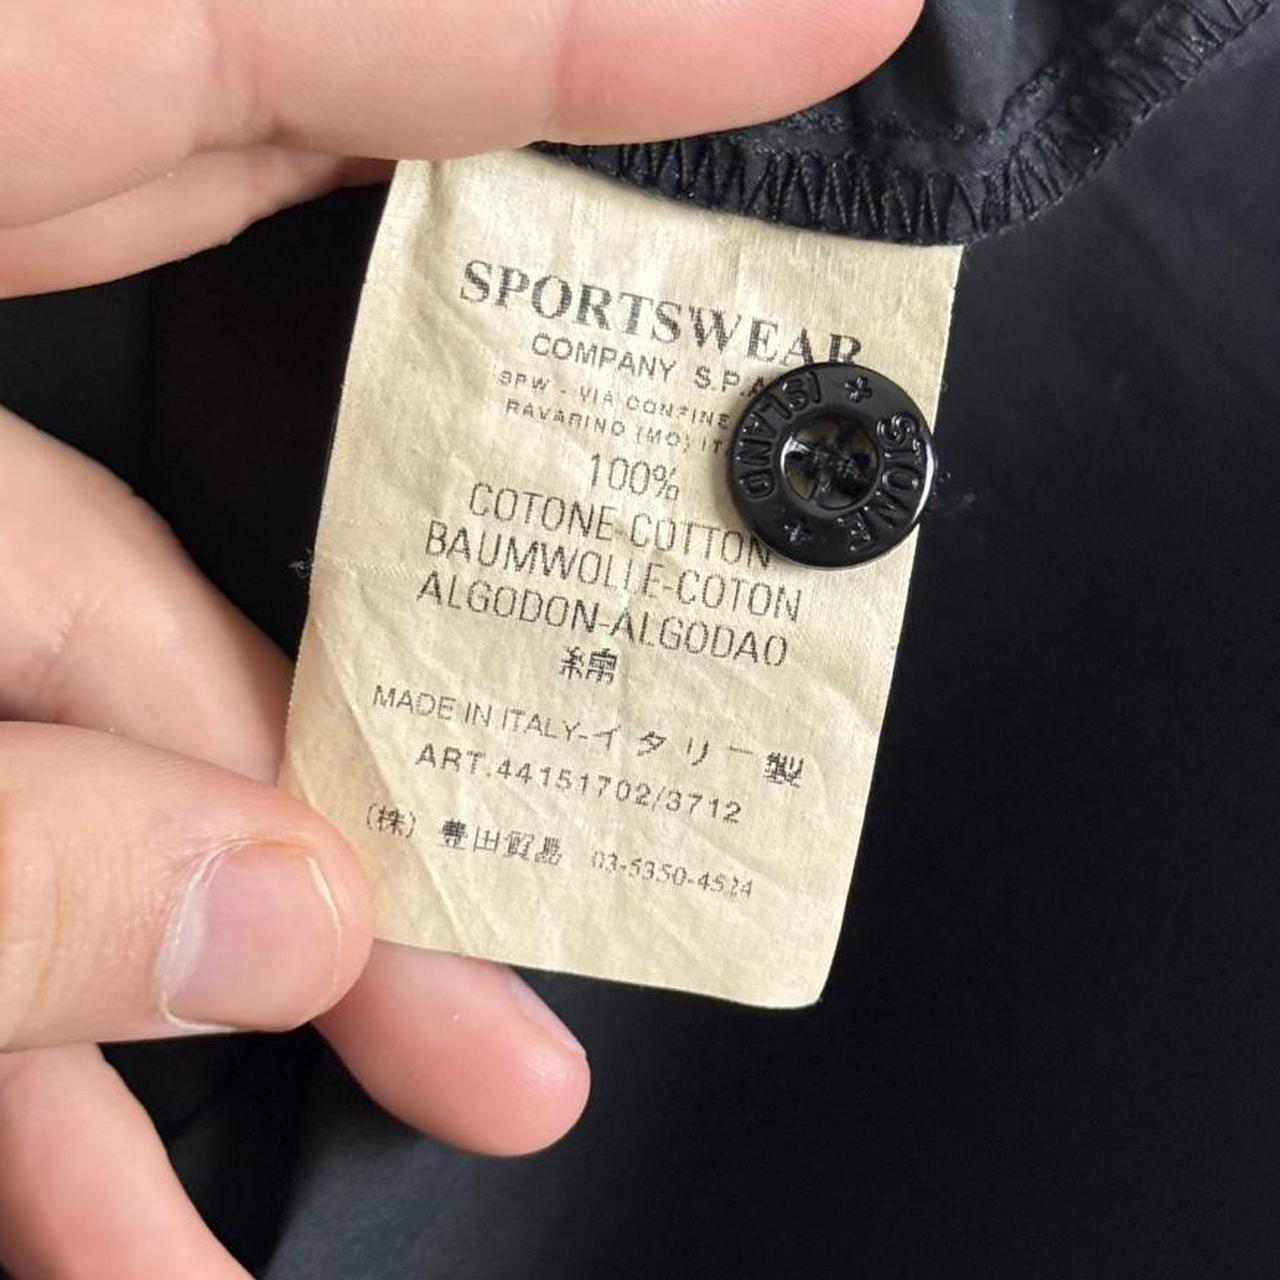 SPORTSWEAR
COMPANY S.P.A
SPW - VIA CONFINE
RAVARINO (MO) IT
100%
COTONE-COTTON
BAUMWOLLE-COTON
ALGODON-ALGODAO
綿
MADE IN ITALY-イタリー製
ART.44151702/3712
(株) 豊田貿易 03-5350-4524
STONE ISLAND